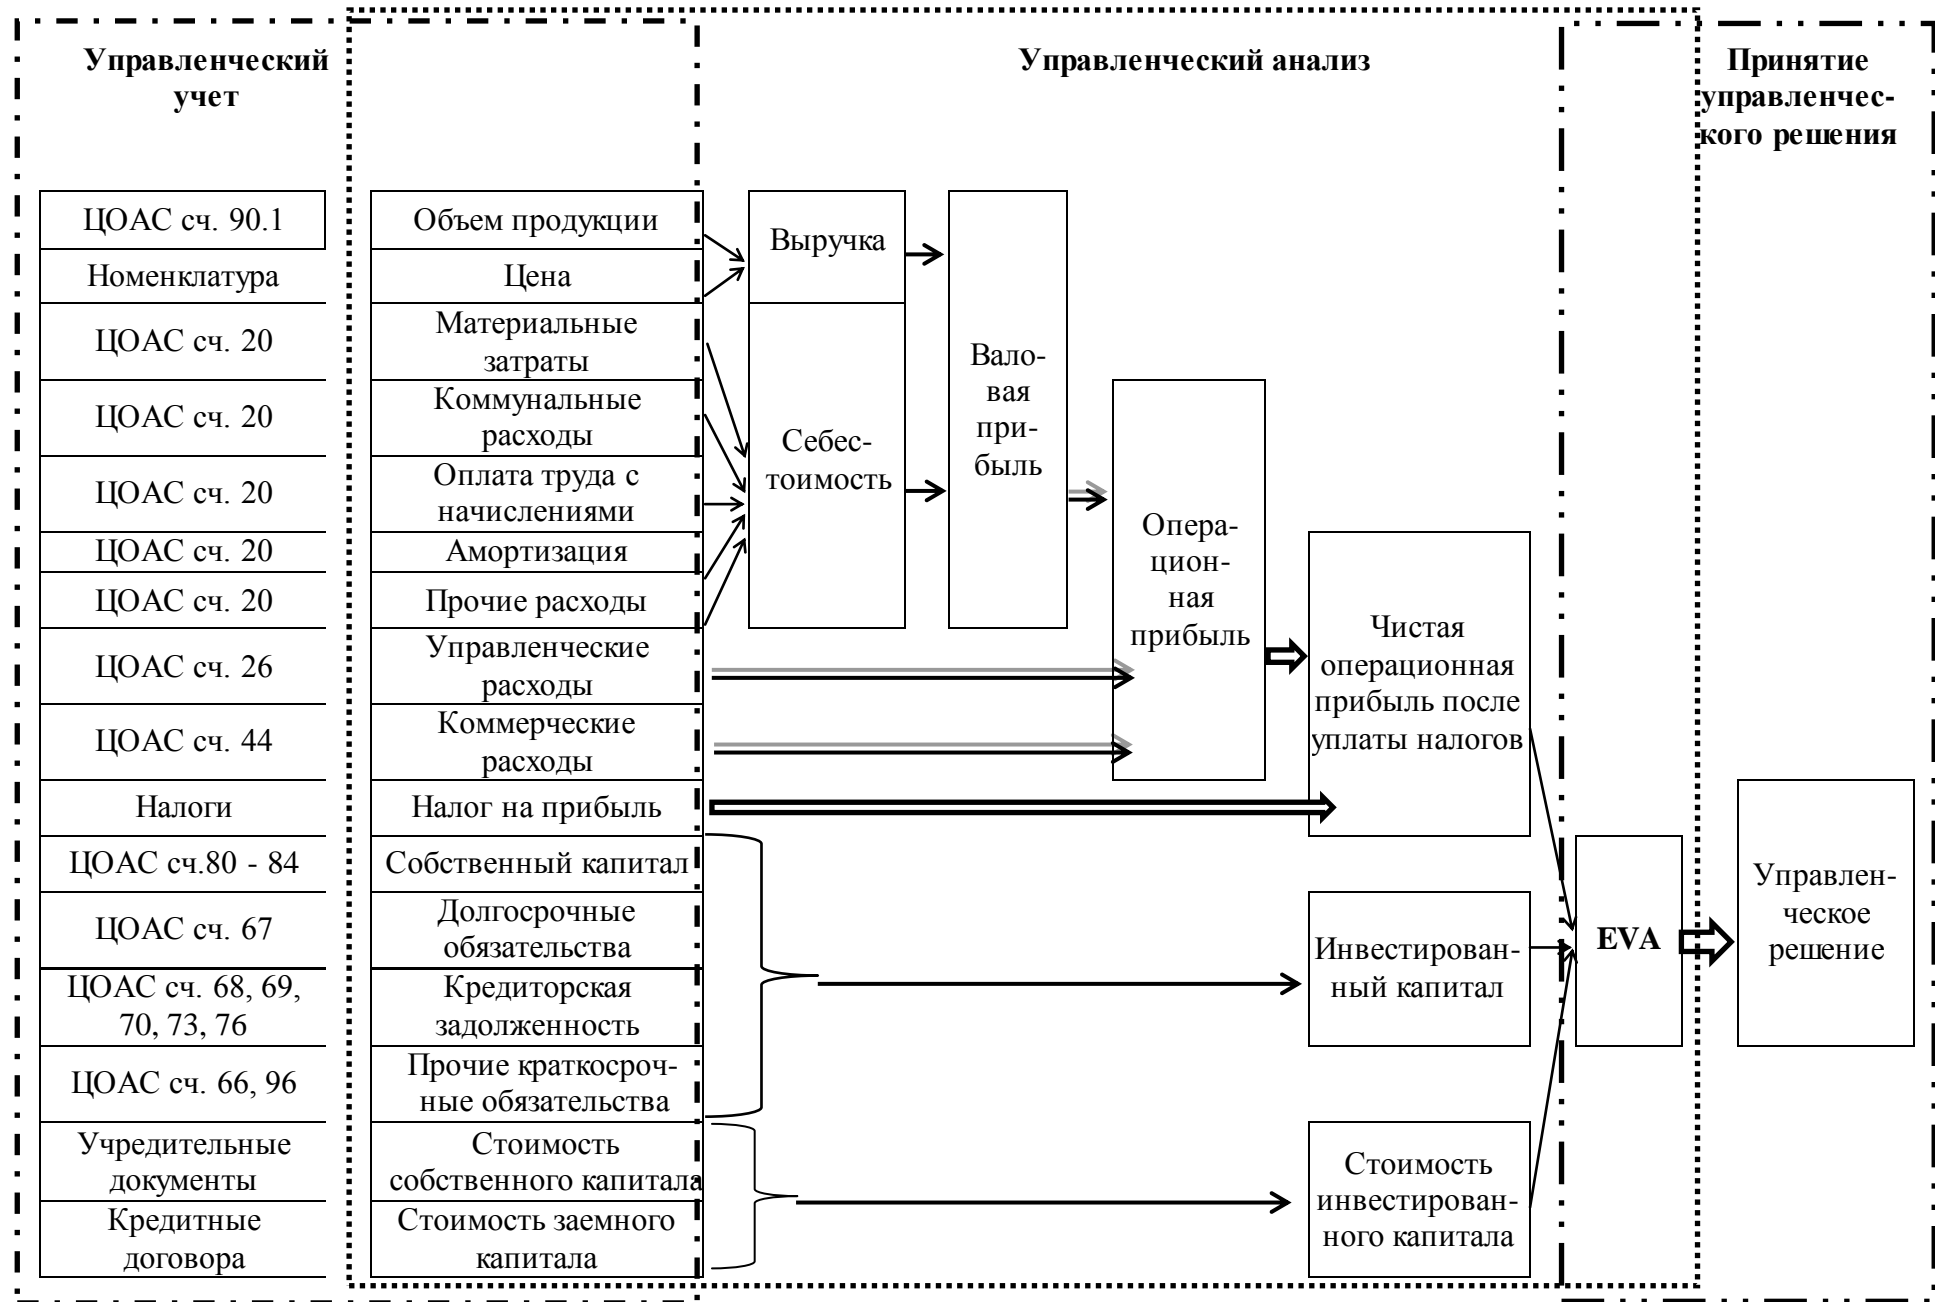 Управленческий
учет
Управленческий анализ
Принятие
управленчес-
кого решения
ЦОАС сч. 90.1
Номенклатура
ЦОАС сч. 20
ЦОАС сч. 20
ЦОАС сч. 20
ЦОАС сч. 20
ЦОАС сч. 20
ЦОАС сч. 26
ЦОАС сч. 44
Налоги
ЦОАС сч.80 - 84
ЦОАС сч. 67
ЦОАС сч. 68, 69,
70, 73, 76
ЦОАС сч. 66, 96
Учредительные
документы
Кредитные
договора
Объем продукции
Цена
Материальные
затраты
Коммунальные
расходы
Оплата труда с
начислениями
Амортизация
Прочие расходы
Управленческие
расходы
Коммерческие
расходы
Налог на прибыль
Собственный капитал
Долгосрочные
обязательства
Кредиторская
задолженность
Прочие краткосроч-
ные обязательства
Стоимость
собственного капитала
Стоимость заемного
капитала
Выручка
Себес-
тоимость
Вало-
вая
при-
быль
Опера-
цион-
ная
прибыль
Чистая
операционная
прибыль после
уплаты налогов
Инвестирован-
ный капитал
Стоимость
инвестирован-
ного капитала
EVA
Управлен-
ческое
решение